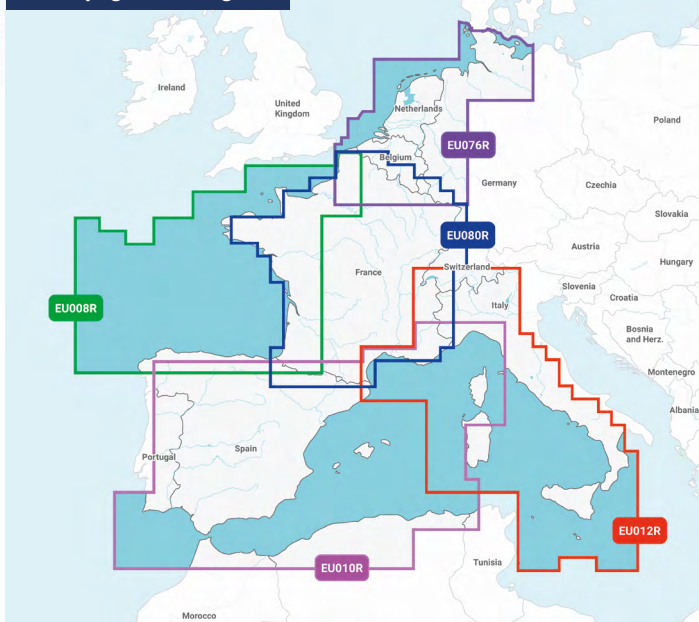 Ireland
United
Kingdom
Netherlands
Poland
EU076R
Belgium
Germany
Czechia
Slovakia
EU080R
Austria
Hungary
Switzerland
France
Slovenia
Croatia
EU008R
Italy
Bosnia
and Herz.
Montenegro
Albania
Spain
Portugal
EU012R
EU010R
Tunisia
Morocco